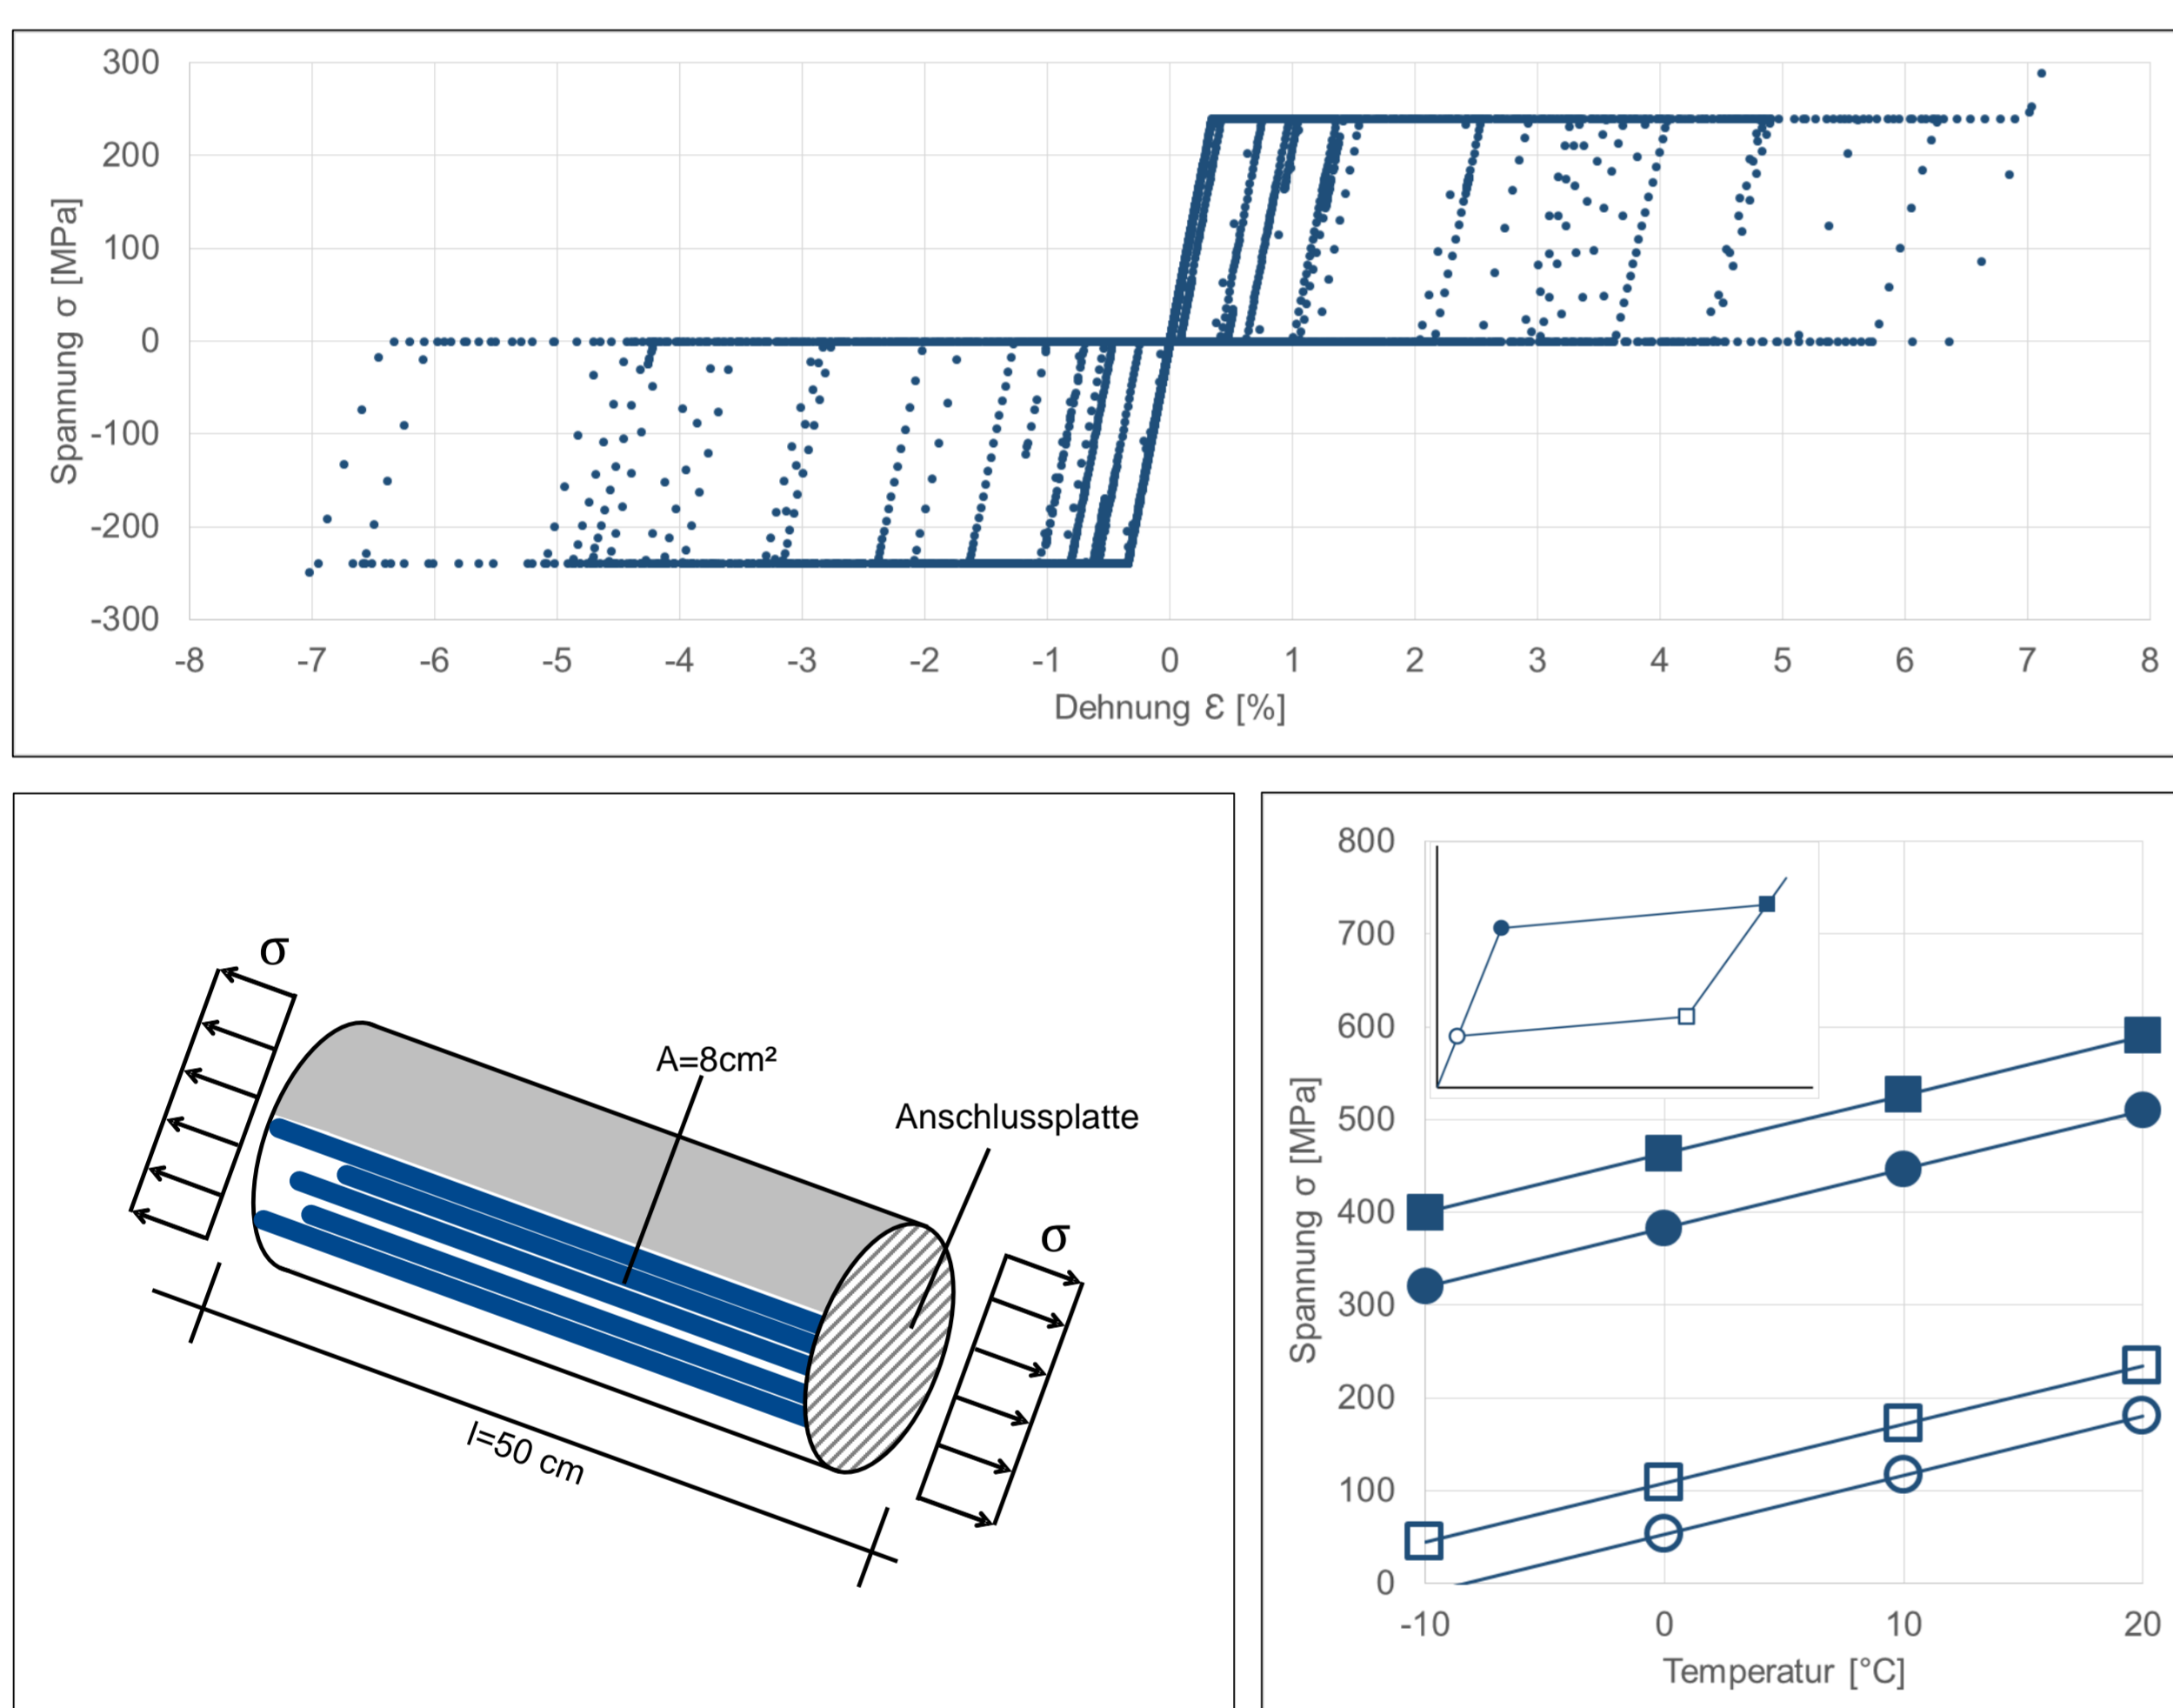 300
200
100
0
-100
-200
-300
Spannung σ [MPa]
-8 -7 -6 -5 -4 -3 -2 -1 0 1 2 3 4 5 6 7 8
Dehnung Ɛ [%]
σ
A=8cm²
Anschlussplatte
σ
l=50 cm
800
700
600
500
400
300
200
100
0
Spannung σ [MPa]
-10 0 10 20
Temperatur [°C]